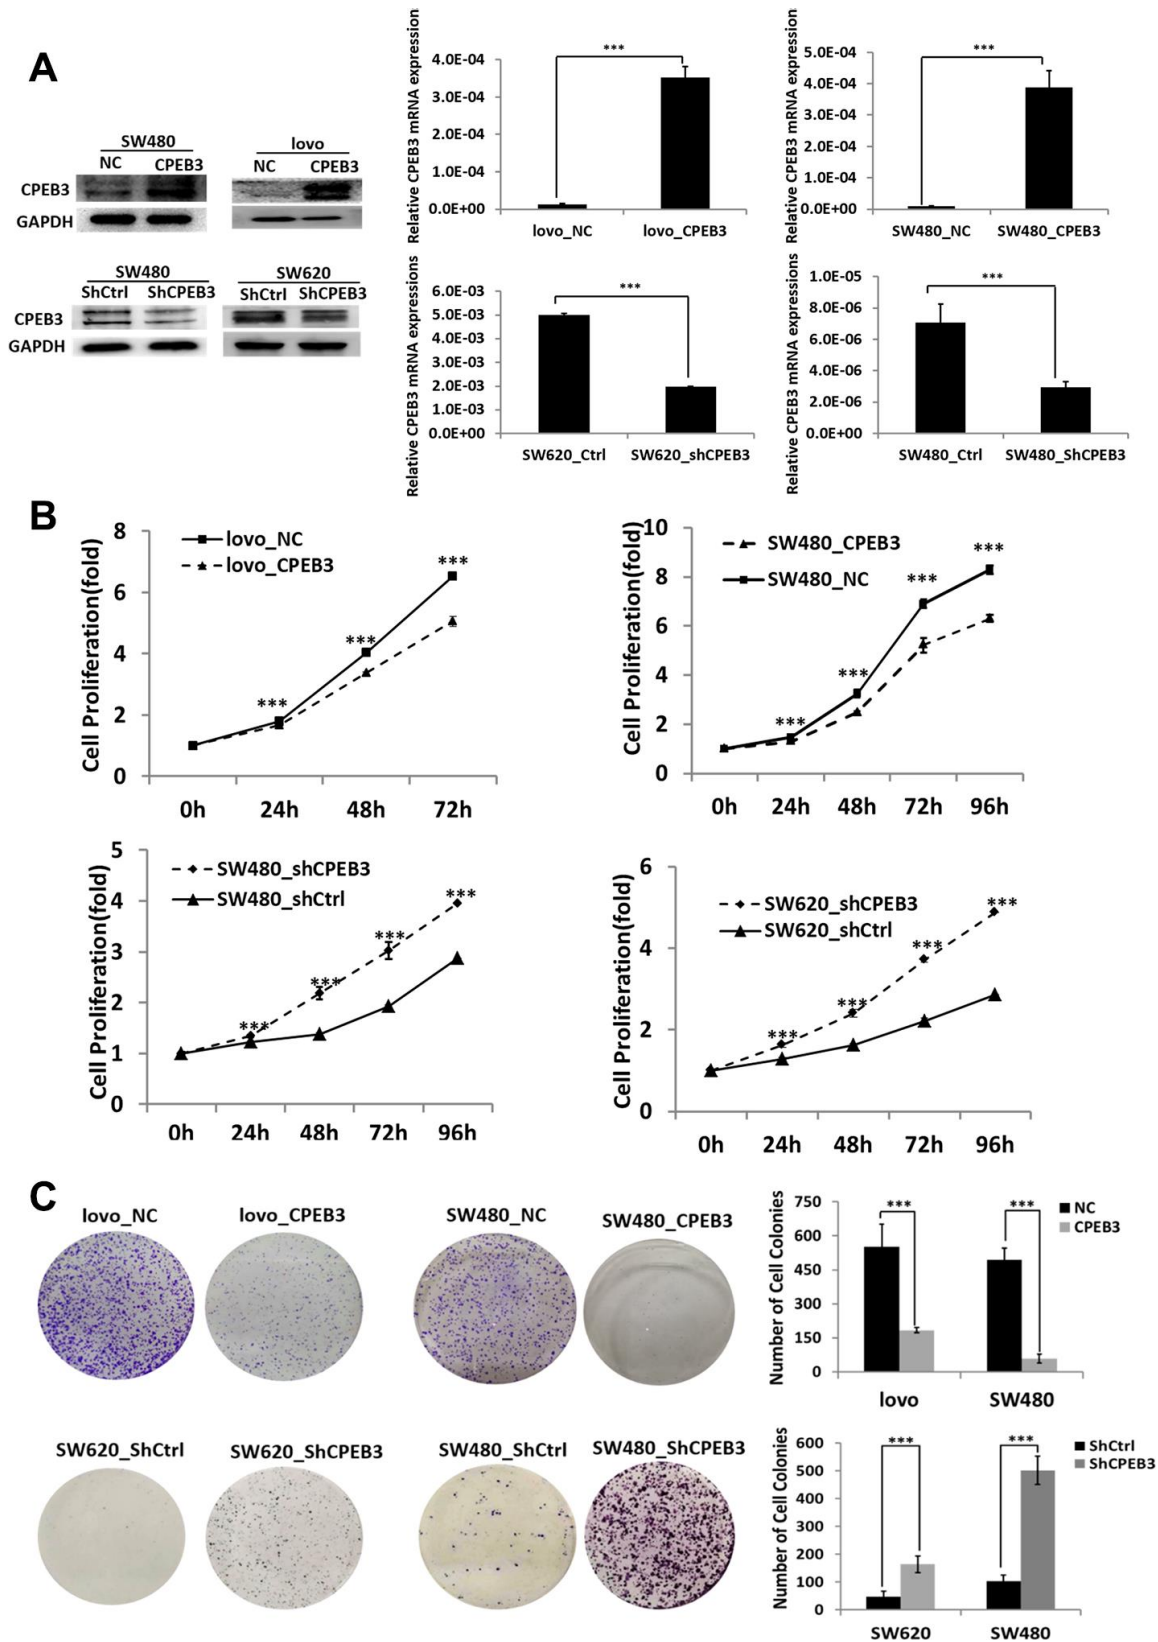 A
SW480
NC CPEB3
CPEB3
GAPDH
lovo
NC CPEB3
SW480
ShCtrl ShCPEB3
CPEB3
GAPDH
SW620
ShCtrl ShCPEB3
Relative CPEB3 mRNA expression
4.0E-04
3.0E-04
2.0E-04
1.0E-04
0.0E+00
***
lovo_NC lovo_CPEB3
Relative CPEB3 mRNA expression
5.0E-04
4.0E-04
3.0E-04
2.0E-04
1.0E-04
0.0E+00
***
SW480_NC SW480_CPEB3
Relative CPEB3 mRNA expressions
6.0E-03
5.0E-03
4.0E-03
3.0E-03
2.0E-03
1.0E-03
0.0E+00
***
SW620_Ctrl SW620_shCPEB3
Relative CPEB3 mRNA expressions
1.0E-05
8.0E-06
6.0E-06
4.0E-06
2.0E-06
0.0E+00
***
SW480_Ctrl SW480_ShCPEB3
B
Cell Proliferation(fold)
8
6
4
2
0
lovo_NC
lovo_CPEB3
***
***
***
0h 24h 48h 72h
Cell Proliferation(fold)
10
8
6
4
2
0
SW480_CPEB3
SW480_NC
***
***
***
***
0h 24h 48h 72h 96h
Cell Proliferation(fold)
5
4
3
2
1
0
SW480_shCPEB3
SW480_shCtrl
***
***
***
***
0h 24h 48h 72h 96h
Cell Proliferation(fold)
6
4
2
0
SW620_shCPEB3
SW620_shCtrl
***
***
***
***
0h 24h 48h 72h 96h
C
lovo_NC lovo_CPEB3 SW480_NC SW480_CPEB3
Number of Cell Colonies
750
600
450
300
150
0
*** ***
NC
CPEB3
lovo SW480
SW620_ShCtrl SW620_ShCPEB3 SW480_ShCtrl SW480_ShCPEB3
Number of Cell Colonies
600
500
400
300
200
100
0
*** ***
ShCtrl
ShCPEB3
SW620 SW480